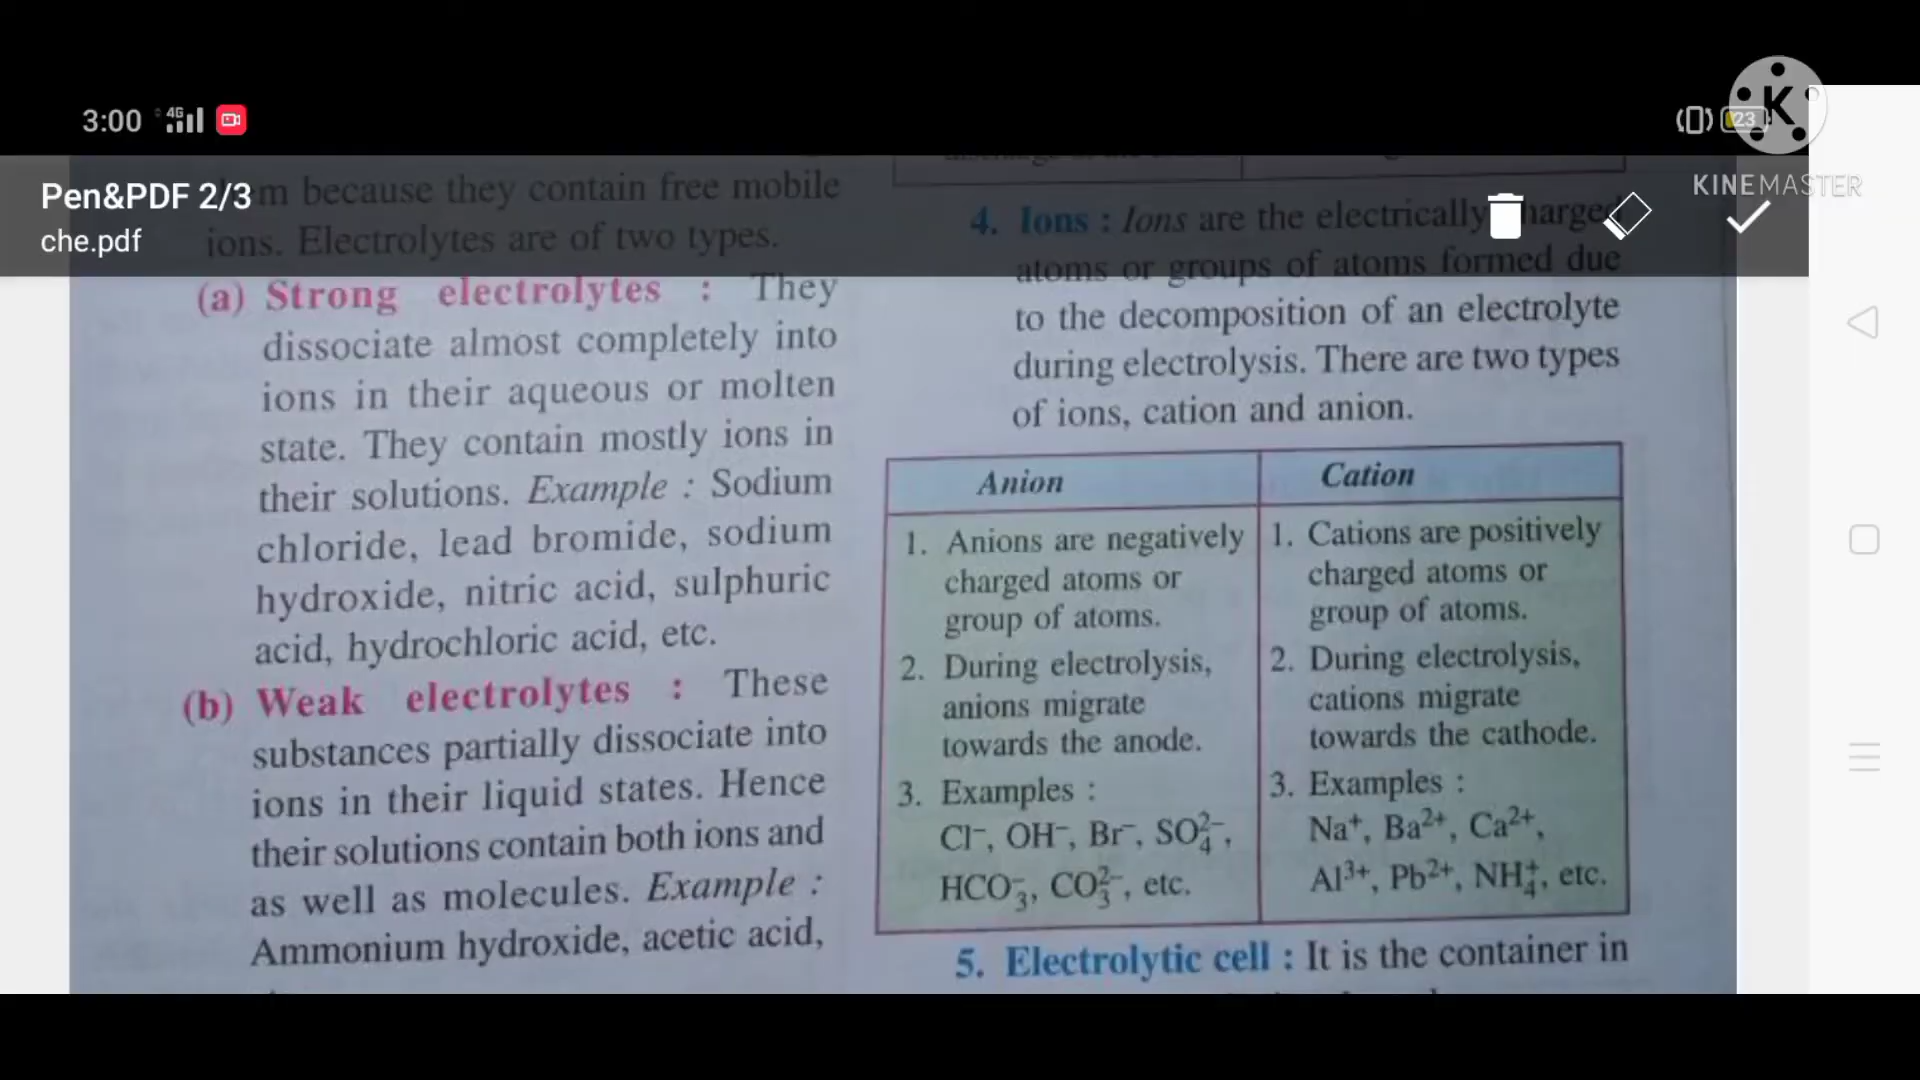 3:00 4G
23
K
KINEMASTER
Pen&PDF 2/3
che.pdf
because they contain free mobile
ions. Electrolytes are of two types.
(a) Strong electrolytes : They
dissociate almost completely into
ions in their aqueous or molten
state. They contain mostly ions in
their solutions. Example : Sodium
chloride, lead bromide, sodium
hydroxide, nitric acid, sulphuric
acid, hydrochloric acid, etc.
(b) Weak electrolytes : These
substances partially dissociate into
ions in their liquid states. Hence
their solutions contain both ions and
as well as molecules. Example :
Ammonium hydroxide, acetic acid,
4. Ions : Ions are the electrically charged
atoms or groups of atoms formed due
to the decomposition of an electrolyte
during electrolysis. There are two types
of ions, cation and anion.
Anion
1. Anions are negatively
charged atoms or
group of atoms.
2. During electrolysis,
anions migrate
towards the anode.
3. Examples :
Cl⁻, OH⁻, Br⁻, SO₄²⁻,
HCO₃⁻, CO₃²⁻, etc.
Cation
1. Cations are positively
charged atoms or
group of atoms.
2. During electrolysis,
cations migrate
towards the cathode.
3. Examples :
Na⁺, Ba²⁺, Ca²⁺,
Al³⁺, Pb²⁺, NH₄⁺, etc.
5. Electrolytic cell : It is the container in